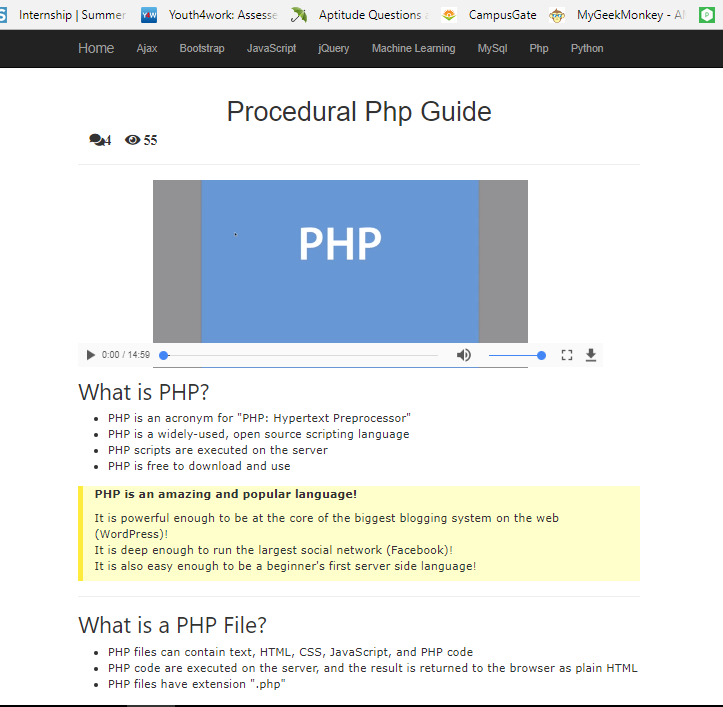 Internship | Summer YW Youth4work: Assesse Aptitude Questions CampusGate MyGeekMonkey - P
Home Ajax Bootstrap JavaScript jQuery Machine Learning MySql Php Python
Procedural Php Guide
4 55
PHP
0:00 / 14:59
What is PHP?
• PHP is an acronym for "PHP: Hypertext Preprocessor"
• PHP is a widely-used, open source scripting language
• PHP scripts are executed on the server
• PHP is free to download and use
PHP is an amazing and popular language!
It is powerful enough to be at the core of the biggest blogging system on the web
(WordPress)!
It is deep enough to run the largest social network (Facebook)!
It is also easy enough to be a beginner's first server side language!
What is a PHP File?
• PHP files can contain text, HTML, CSS, JavaScript, and PHP code
• PHP code are executed on the server, and the result is returned to the browser as plain HTML
• PHP files have extension ".php"